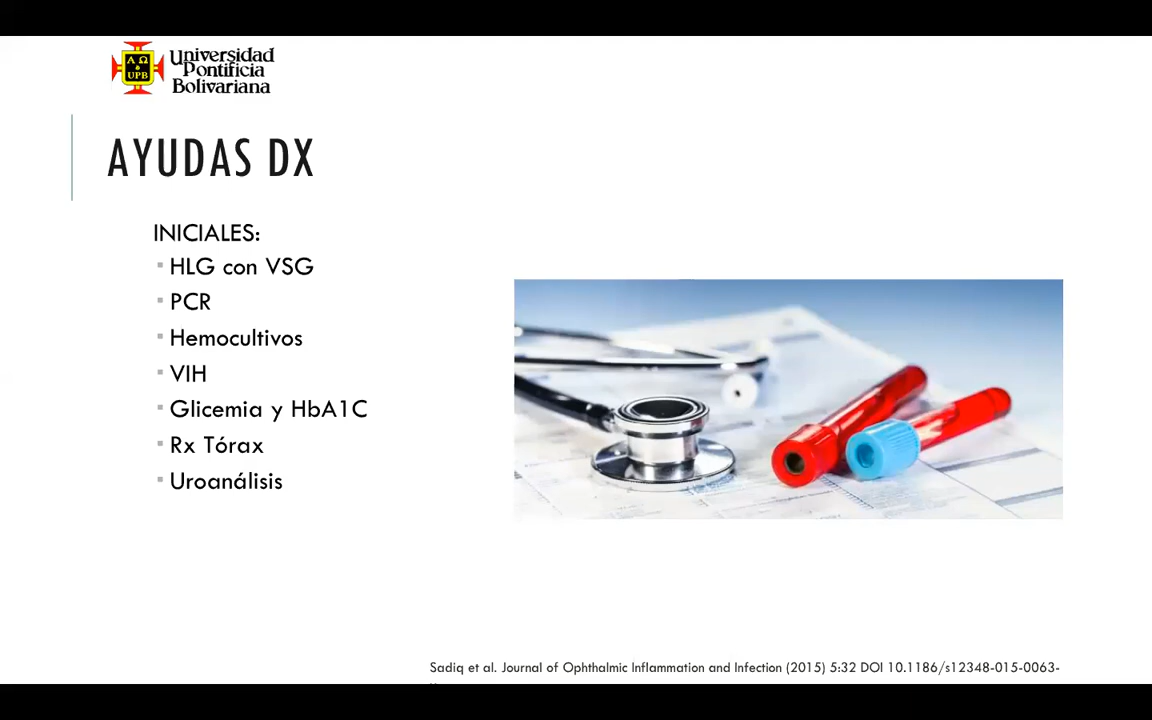 A Ω
&
UPB
Universidad
Pontificia
Bolivariana
AYUDAS DX
INICIALES:
▪ HLG con VSG
▪ PCR
▪ Hemocultivos
▪ VIH
▪ Glicemia y HbA1C
▪ Rx Tórax
▪ Uroanálisis
Sadiq et al. Journal of Ophthalmic Inflammation and Infection (2015) 5:32 DOI 10.1186/s12348-015-0063-